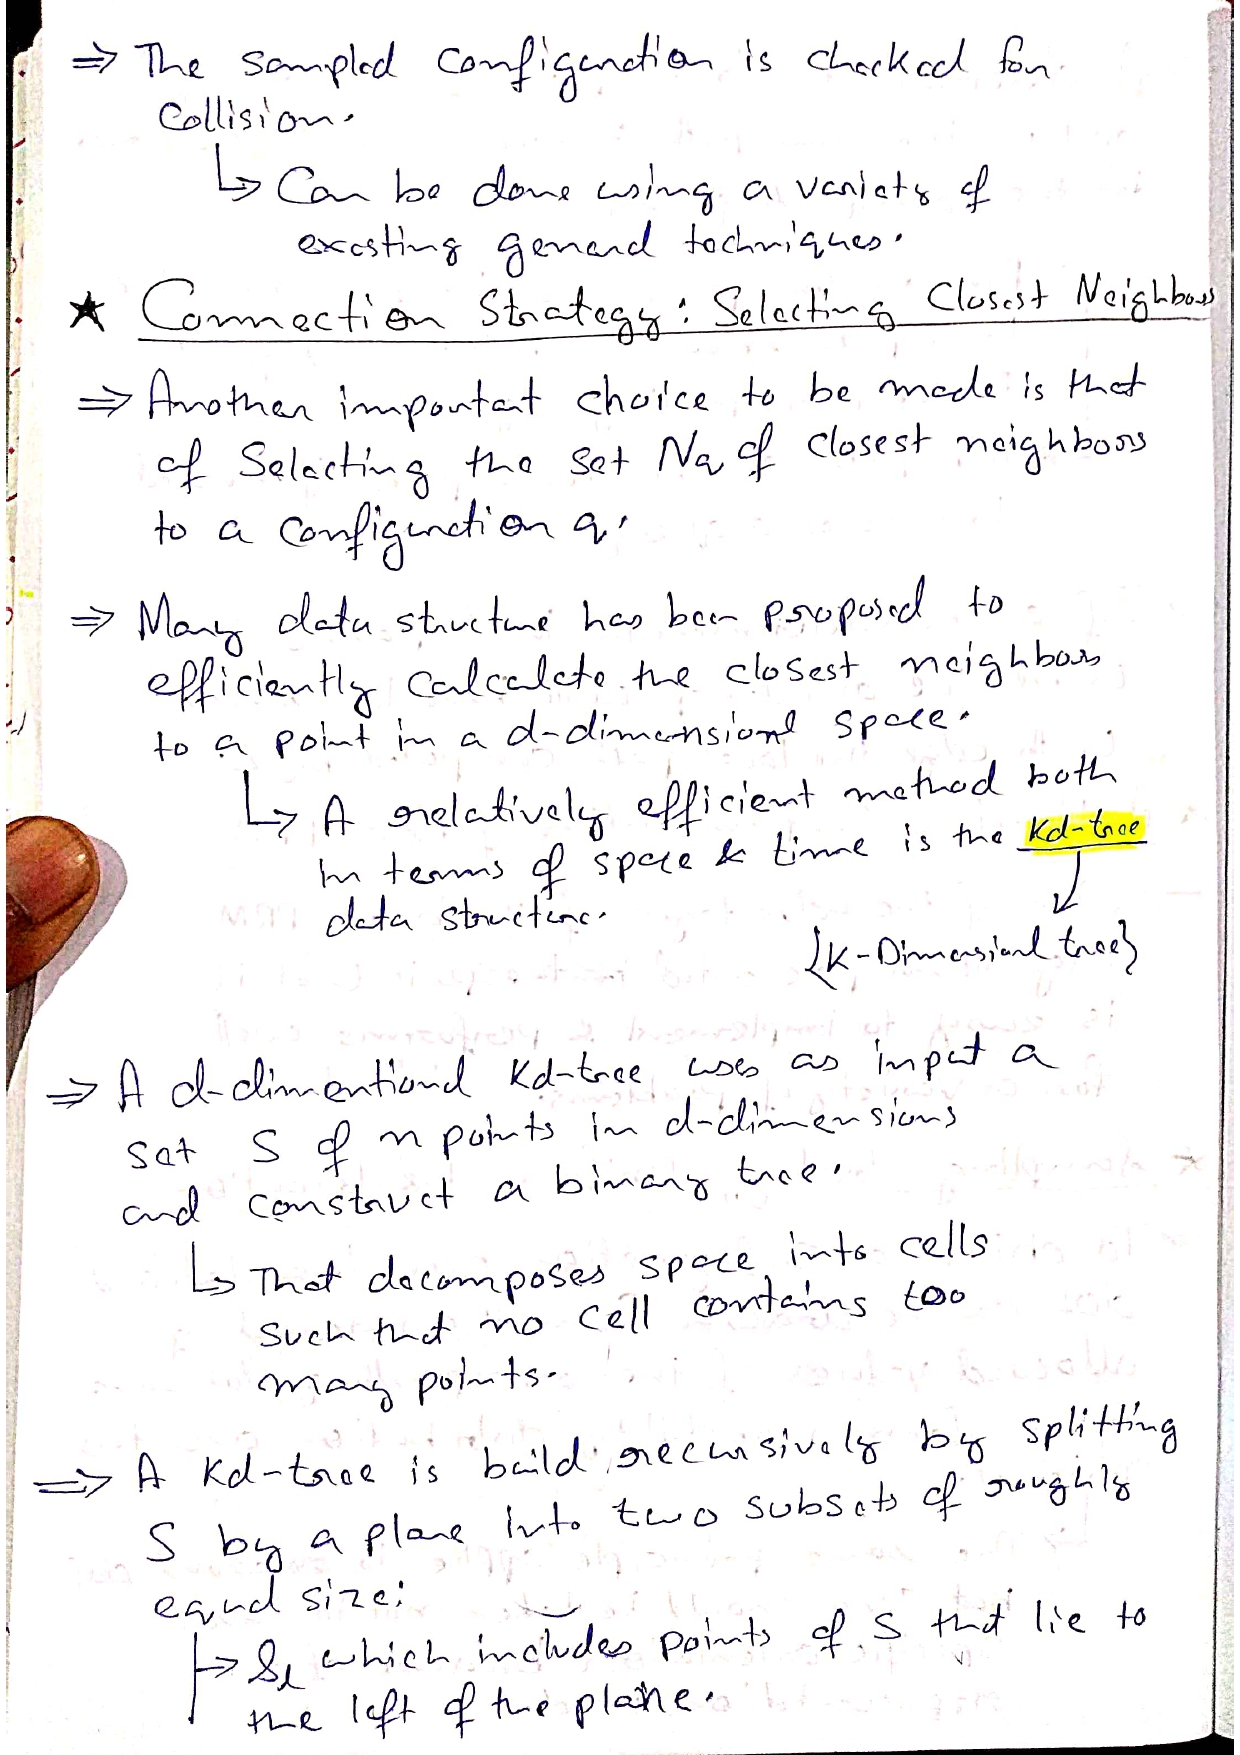 ⇒ The sampled configuration is checked for
collision.
↳ Can be done using a variety of
existing general techniques.
★ Connection Strategy: Selecting Closest Neighbors
⇒ Another important choice to be made is that
of selecting the set Nq of closest neighbors
to a configuration q.
⇒ Many data structure has been proposed to
efficiently calculate the closest neighbors
to a point in a d-dimensional space.
↳ A relatively efficient method both
in terms of space & time is the Kd-tree
data structure.
{K-Dimensional tree}
⇒ A d-dimentional Kd-tree uses as input a
set S of n points in d-dimensions
and construct a binary tree.
↳ That decomposes space into cells
such that no cell contains too
many points.
⇒ A Kd-tree is build recursively by splitting
S by a plane into two subsets of roughly
equal size:
↳ Sl which includes points of S that lie to
the left of the plane.